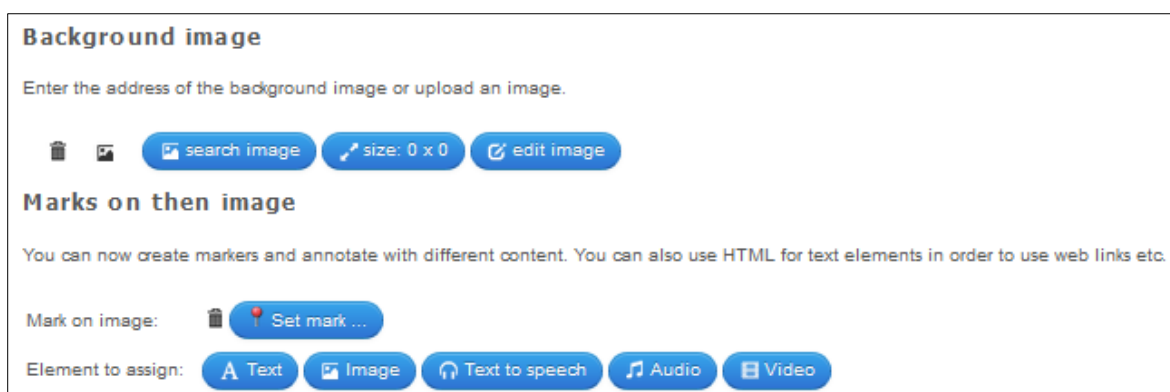 Background image
Enter the address of the background image or upload an image.
search image size: 0 x 0 edit image
Marks on then image
You can now create markers and annotate with different content. You can also use HTML for text elements in order to use web links etc.
Mark on image: Set mark ...
Element to assign: A Text Image Text to speech Audio Video